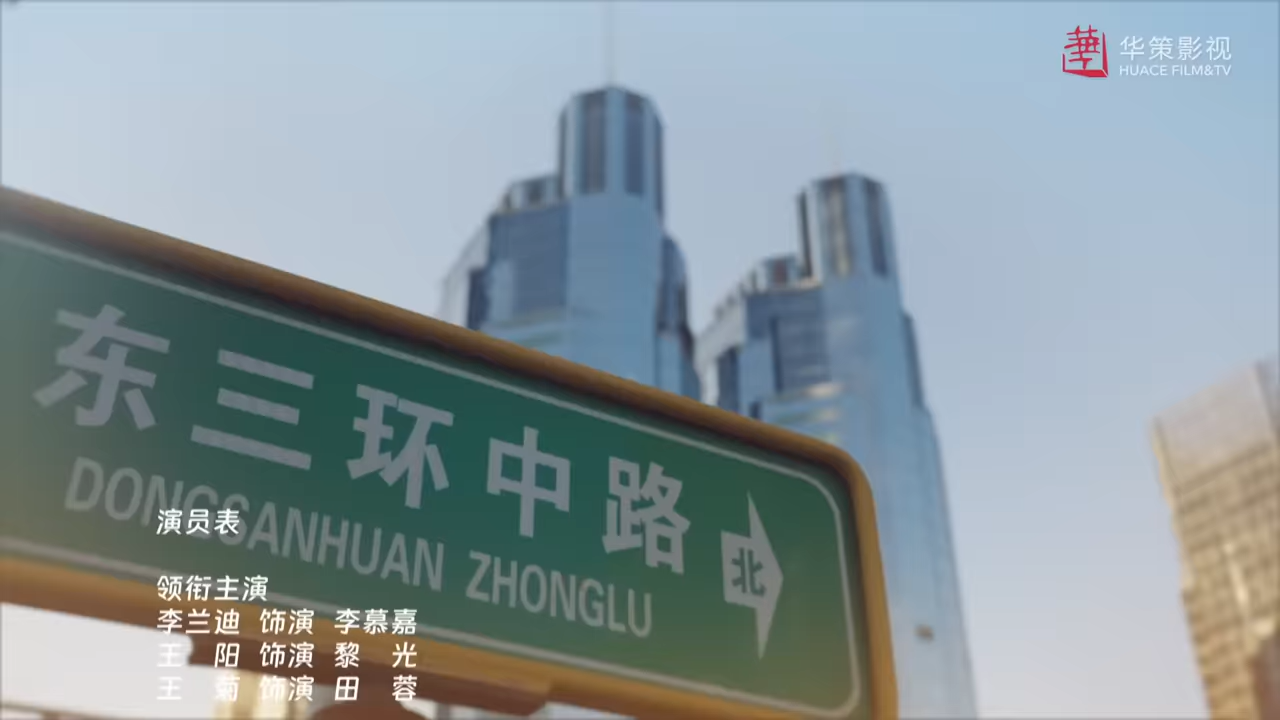 华策影视
HUACE FILM&TV
东三环中路
北
DONGSANHUAN ZHONGLU
演员表
领衔主演
李兰迪 饰演 李慕嘉
王 阳 饰演 黎 光
王 菊 饰演 田 蓉